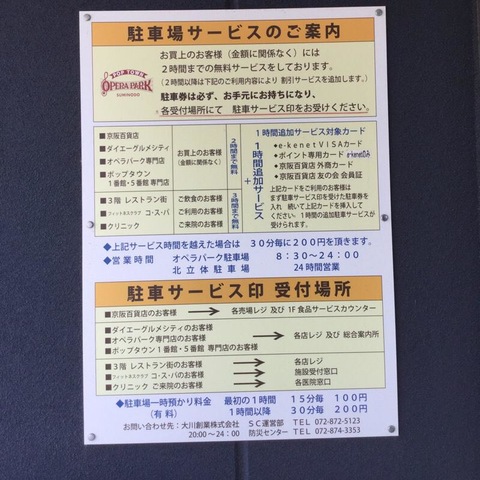 駐車場サービスのご案内
POP TOWN
OPERA PARK
SUMINODO
お買上のお客様（金額に関係なく）には
２時間までの無料サービスをしております。
（２時間以降は下記のご利用内容により 割引サービスを追加します。）
駐車券は必ず、お手元にお持ちになり、
各受付場所にて 駐車サービス印をお受けください。
■京阪百貨店
■ダイエーグルメシティ
■オペラパーク専門店
■ポップタウン
１番館・５番館 専門店
お買上のお客様
（金額に関係なく）
２時間まで無料
■３階 レストラン街
■フィットネスクラブ コ・ス・パ
■クリニック
ご飲食のお客様
ご利用のお客様
ご来院のお客様
３時間まで無料
＋
１時間追加サービス
１時間追加サービス対象カード
◆e-kenetVISAカード
◆ポイント専用カード e-kenet
◆京阪百貨店 外商カード
◆京阪百貨店 友の会 会員証
上記カードをご利用のお客様は
まず駐車サービス印を受けた駐車券を
入れ 続いて上記カードを挿入して
ください １時間の追加駐車サービスが
受けられます。
◆上記サービス時間を越えた場合は ３０分毎に２００円を頂きます。
◆営業時間 オペラパーク駐車場 ８：３０～２４：００
北立体駐車場 24時間営業
駐車サービス印 受付場所
■京阪百貨店のお客様 → 各売場レジ 及び 1F 食品サービスカウンター
■ダイエーグルメシティのお客様
■オペラパーク専門店のお客様
■ポップタウン１番館・５番館 専門店のお客様
→ 各店レジ 及び 総合案内所
■３階 レストラン街のお客様 → 各店レジ
■フィットネスクラブ コ・ス・パのお客様 → 施設受付窓口
■クリニック ご来院のお客様 → 各医院窓口
◆駐車場一時預かり料金 最初の１時間 １５分毎 １００円
（有料） １時間以降 ３０分毎 ２００円
お問い合わせ先：大川創業株式会社 ＳＣ運営部 ＴＥＬ 072-872-5123
20:00～24：00 防災センター ＴＥＬ 072-874-3353